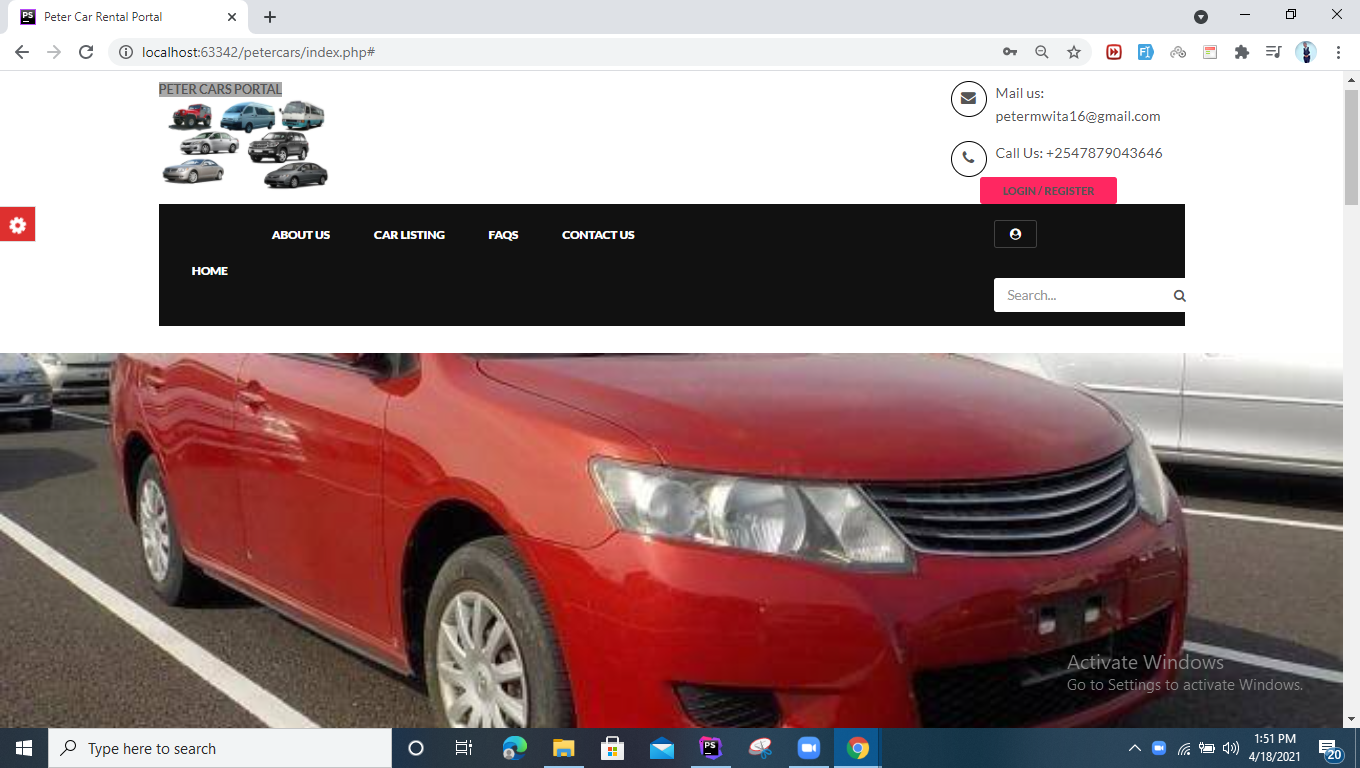 PS Peter Car Rental Portal
localhost:63342/petercars/index.php#
PETER CARS PORTAL
Mail us:
petermwita16@gmail.com
Call Us: +2547879043646
LOGIN / REGISTER
ABOUT US CAR LISTING FAQS CONTACT US
HOME
Search...
Activate Windows
Go to Settings to activate Windows.
Type here to search
PS
1:51 PM
4/18/2021
20